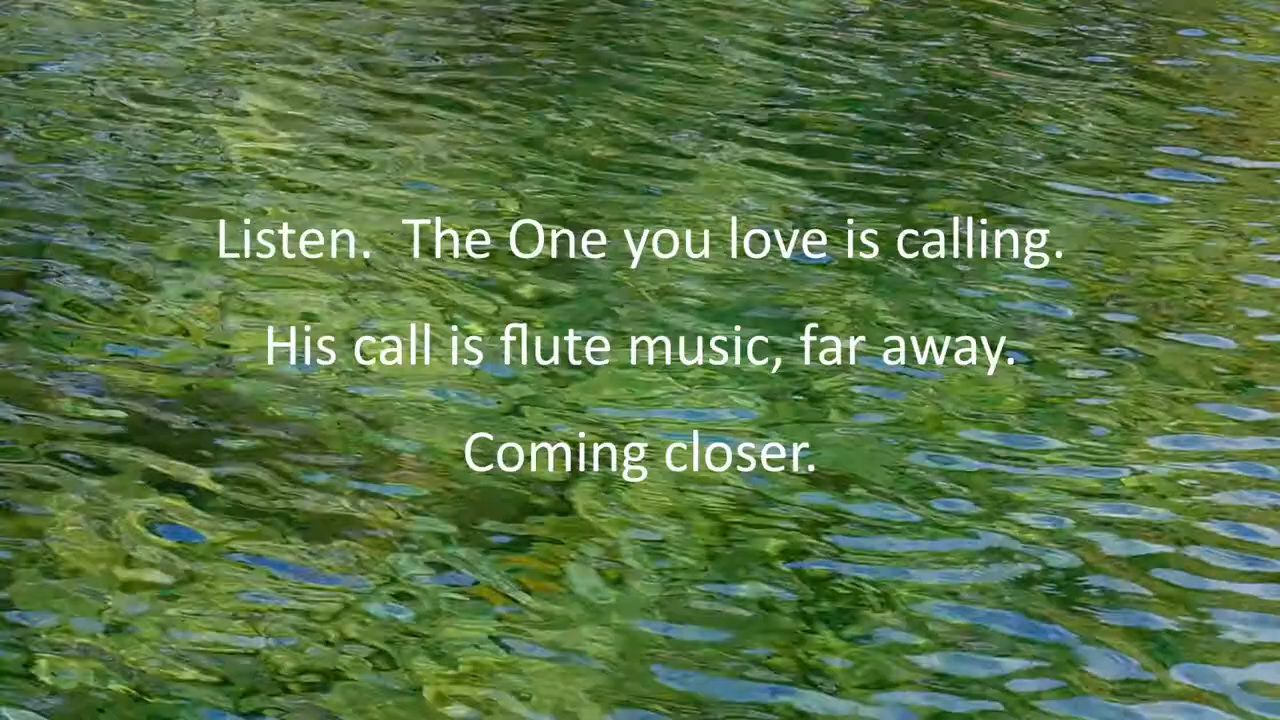 Listen.  The One you love is calling.
His call is flute music, far away.
Coming closer.